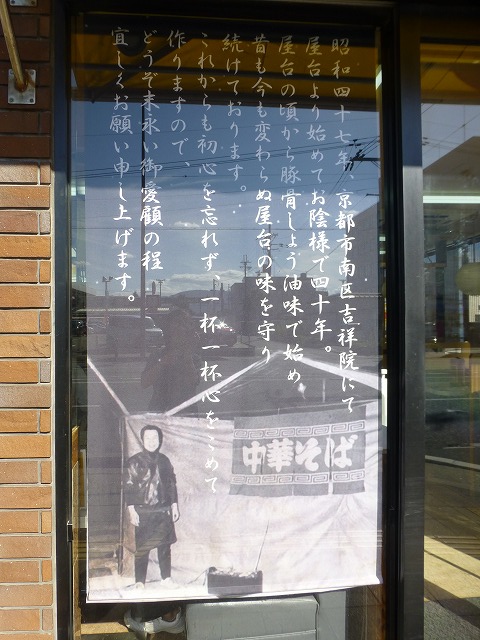 昭和四十七年、京都市南区吉祥院にて
屋台より始めてお陰様で四十年。
屋台の頃から豚骨しょう油味で始め
昔も今も変わらぬ屋台の味を守り
続けております。
これからも初心を忘れず、一杯一杯心をこめて
作りますので、
どうぞ末永い御愛顧の程
宜しくお願い申し上げます。
中華そば